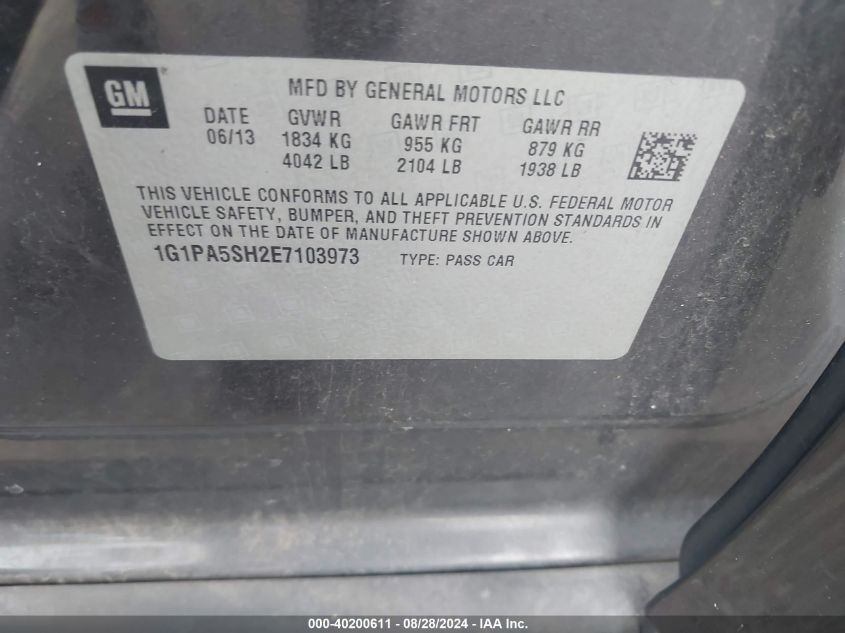 GM
MFD BY GENERAL MOTORS LLC
DATE GVWR GAWR FRT GAWR RR
06/13 1834 KG 955 KG 879 KG
4042 LB 2104 LB 1938 LB
THIS VEHICLE CONFORMS TO ALL APPLICABLE U.S. FEDERAL MOTOR
VEHICLE SAFETY, BUMPER, AND THEFT PREVENTION STANDARDS IN
EFFECT ON THE DATE OF MANUFACTURE SHOWN ABOVE.
1G1PA5SH2E7103973 TYPE: PASS CAR
000-40200611 - 08/28/2024 - IAA Inc.